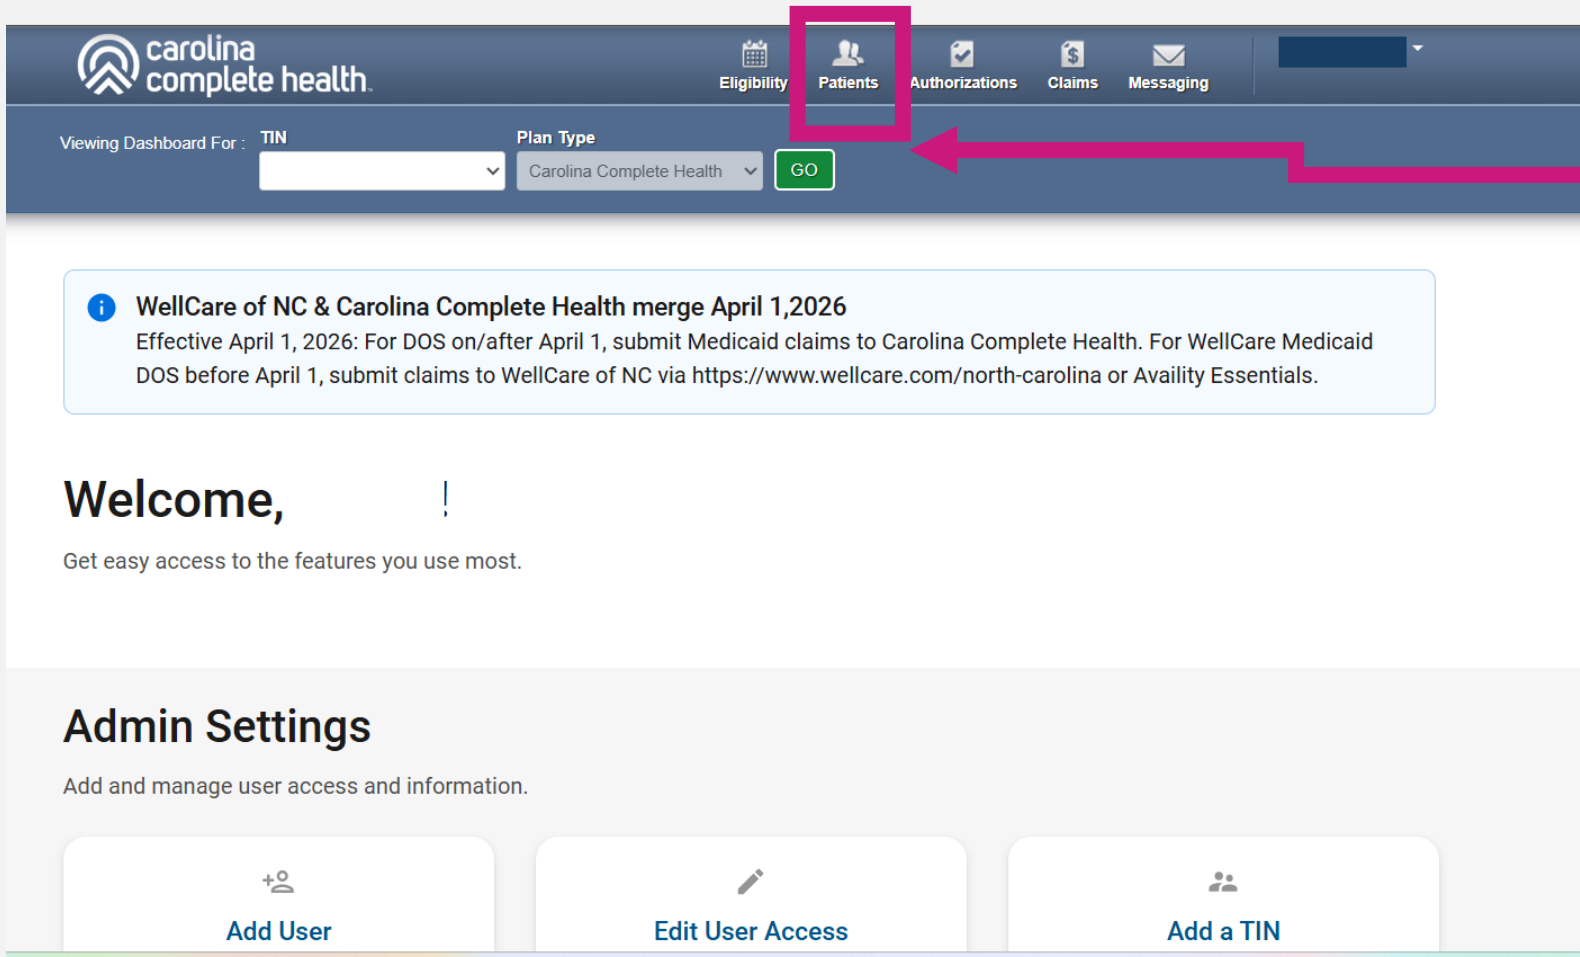 carolina
complete health.
Eligibility
Patients
Authorizations
Claims
Messaging
Viewing Dashboard For :
TIN
Plan Type
Carolina Complete Health
GO
WellCare of NC & Carolina Complete Health merge April 1,2026
Effective April 1, 2026: For DOS on/after April 1, submit Medicaid claims to Carolina Complete Health. For WellCare Medicaid
DOS before April 1, submit claims to WellCare of NC via https://www.wellcare.com/north-carolina or Availity Essentials.
Welcome, !
Get easy access to the features you use most.
Admin Settings
Add and manage user access and information.
Add User
Edit User Access
Add a TIN